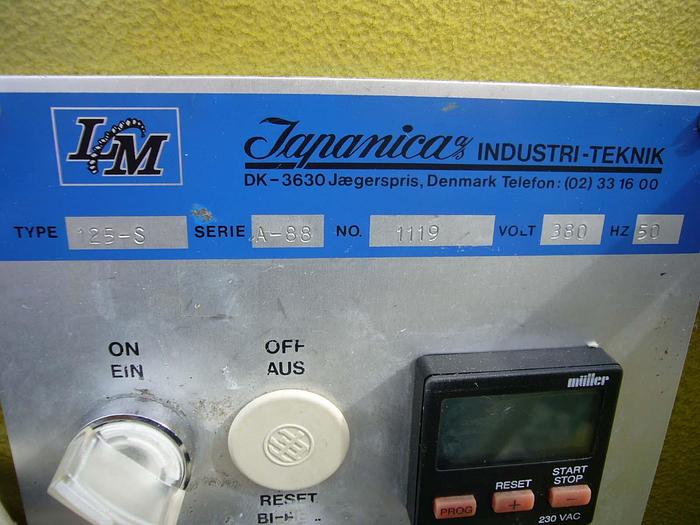 LM
Japanica a/s INDUSTRI-TEKNIK
DK-3630 Jægerspris, Denmark Telefon: (02) 33 16 00
TYPE 125-S SERIE A-88 NO. 1119 VOLT 380 HZ 50
ON
EIN
OFF
AUS
RESET
müller
PROG
RESET
+
START
STOP
–
230 VAC